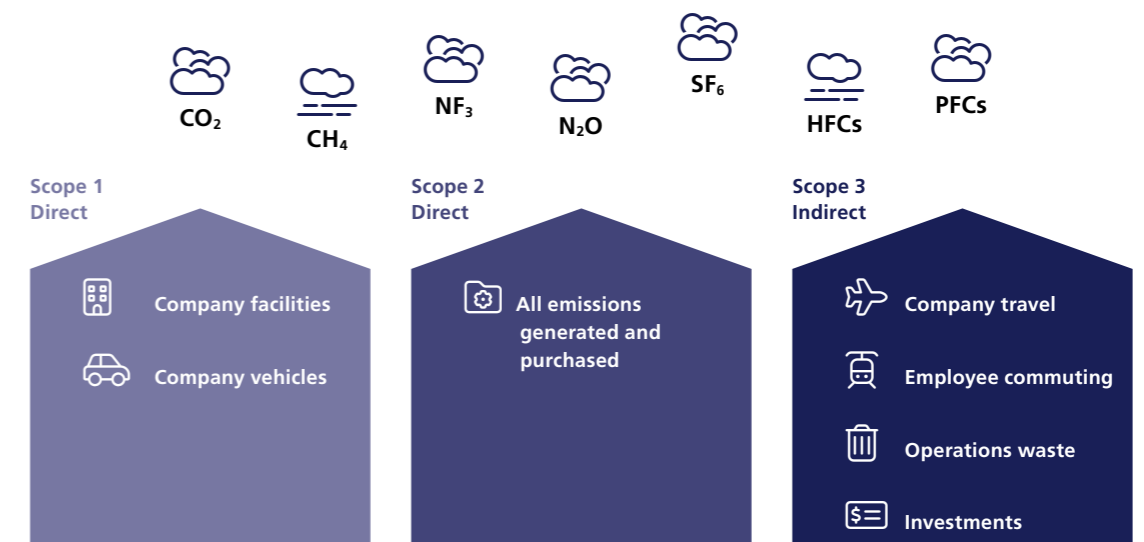 CO₂
CH₄
NF₃
N₂O
SF₆
HFCs
PFCs
Scope 1
Direct
Company facilities
Company vehicles
Scope 2
Direct
All emissions
generated and
purchased
Scope 3
Indirect
Company travel
Employee commuting
Operations waste
$
Investments